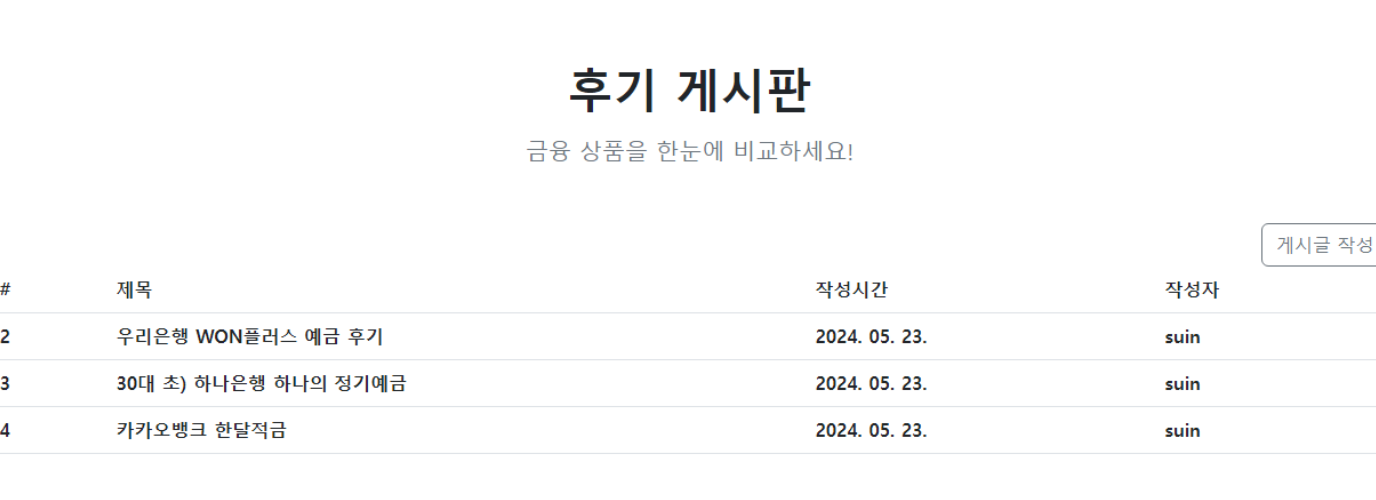 후기 게시판
금융 상품을 한눈에 비교하세요!
게시글 작성
# 제목 작성시간 작성자
2 우리은행 WON플러스 예금 후기 2024. 05. 23. suin
3 30대 초) 하나은행 하나의 정기예금 2024. 05. 23. suin
4 카카오뱅크 한달적금 2024. 05. 23. suin